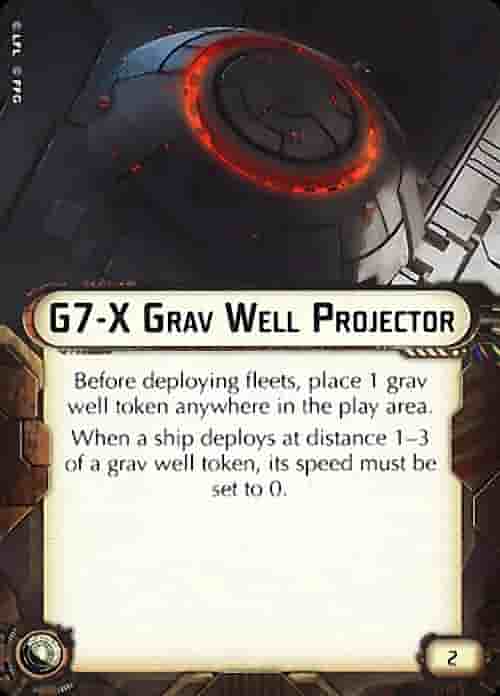 © LFL © FFG
G7-X Grav Well Projector
Before deploying fleets, place 1 grav
well token anywhere in the play area.
When a ship deploys at distance 1–3
of a grav well token, its speed must be
set to 0.
2